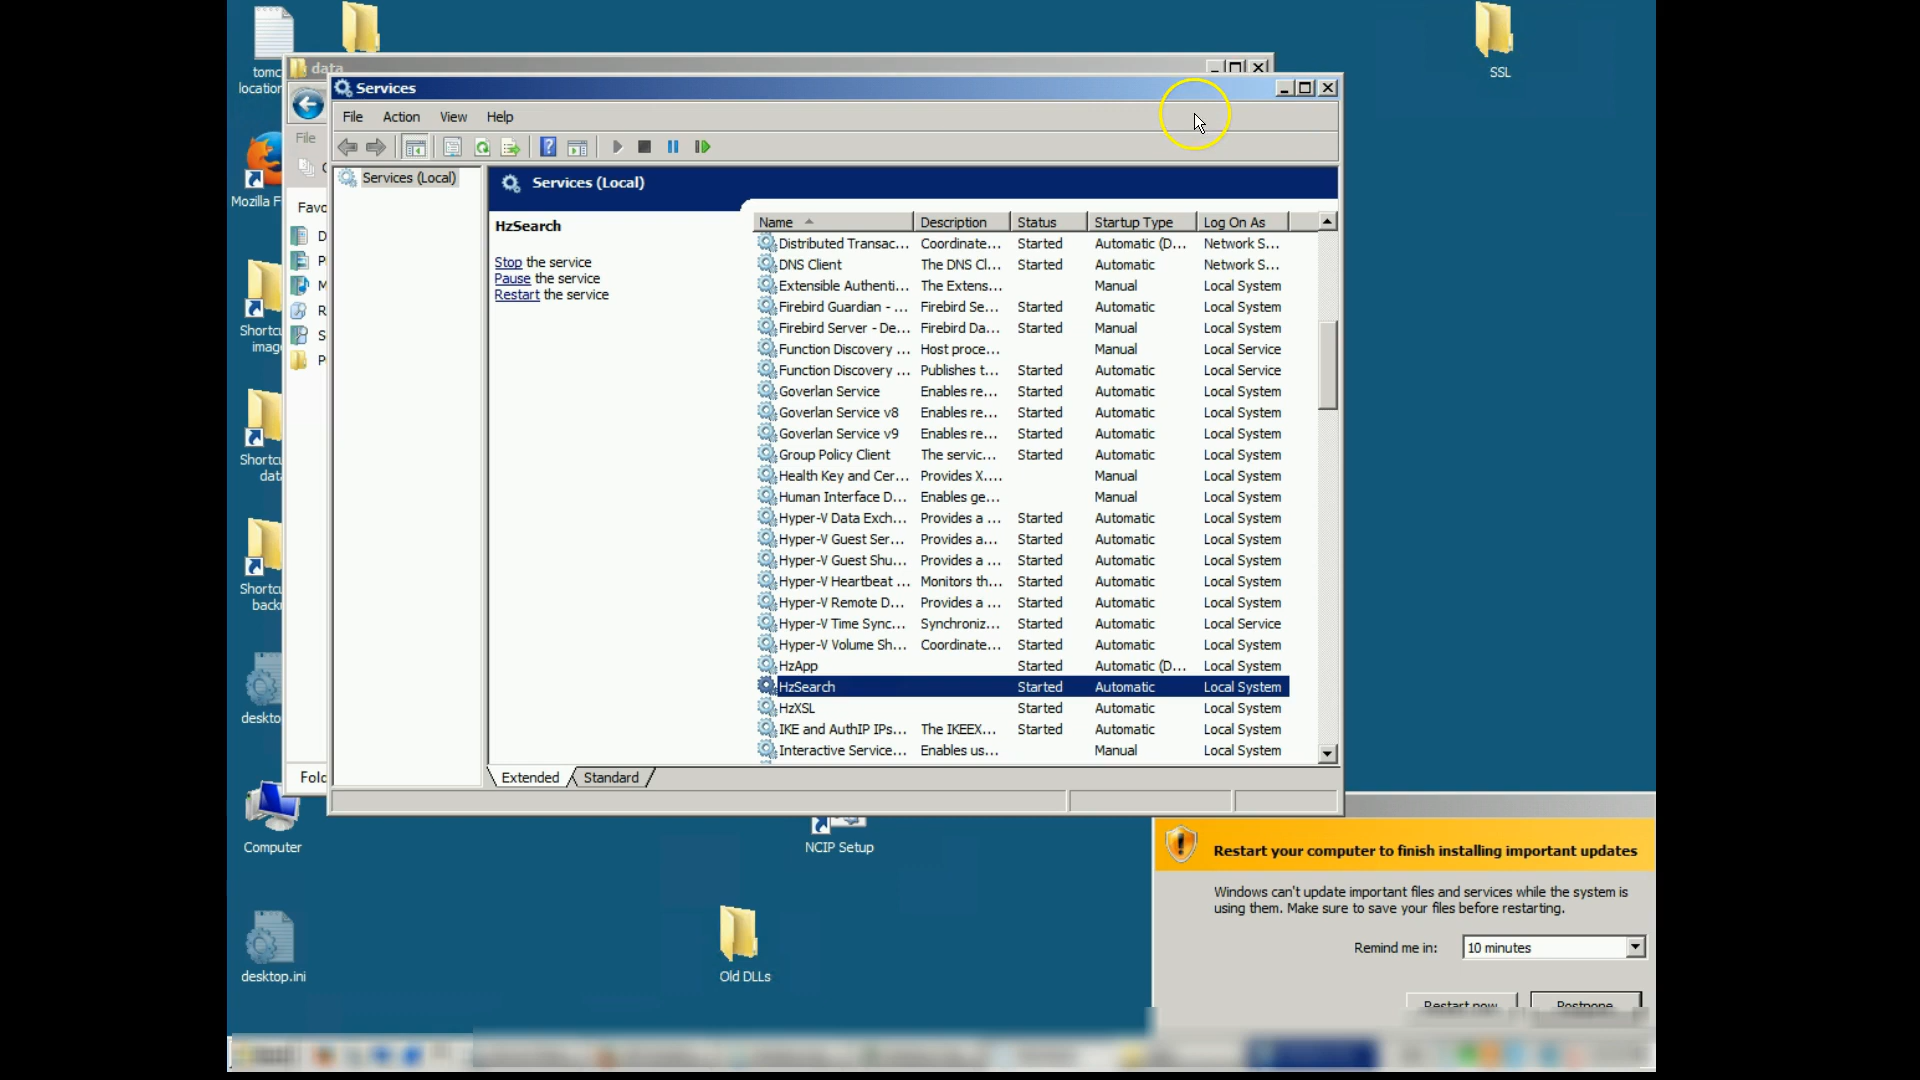 SSL
tomc
location
data
Services
File Action View Help
File
Services (Local)
Services (Local)
Mozilla F
Favo
HzSearch
Stop the service
Pause the service
Restart the service
Name Description Status Startup Type Log On As
Distributed Transac... Coordinate... Started Automatic (D... Network S...
DNS Client The DNS Cl... Started Automatic Network S...
Extensible Authenti... The Extens... Manual Local System
Firebird Guardian - ... Firebird Se... Started Automatic Local System
Firebird Server - De... Firebird Da... Started Manual Local System
Function Discovery ... Host proce... Manual Local Service
Function Discovery ... Publishes t... Started Automatic Local Service
Goverlan Service Enables re... Started Automatic Local System
Goverlan Service v8 Enables re... Started Automatic Local System
Goverlan Service v9 Enables re... Started Automatic Local System
Group Policy Client The servic... Started Automatic Local System
Health Key and Cer... Provides X.... Manual Local System
Human Interface D... Enables ge... Manual Local System
Hyper-V Data Exch... Provides a ... Started Automatic Local System
Hyper-V Guest Ser... Provides a... Started Automatic Local System
Hyper-V Guest Shu... Provides a ... Started Automatic Local System
Hyper-V Heartbeat ... Monitors th... Started Automatic Local System
Hyper-V Remote D... Provides a ... Started Automatic Local System
Hyper-V Time Sync... Synchroniz... Started Automatic Local Service
Hyper-V Volume Sh... Coordinate... Started Automatic Local System
HzApp Started Automatic (D... Local System
HzSearch Started Automatic Local System
HzXSL Started Automatic Local System
IKE and AuthIP IPs... The IKEEX... Started Automatic Local System
Interactive Service... Enables us... Manual Local System
Extended Standard
D
P
M
R
S
P
Shortcu
imag
Shortcu
data
Shortcu
back
deskto
Fold
Computer
NCIP Setup
desktop.ini
Old DLLs
Restart your computer to finish installing important updates
Windows can't update important files and services while the system is
using them. Make sure to save your files before restarting.
Remind me in: 10 minutes
Restart now Postpone